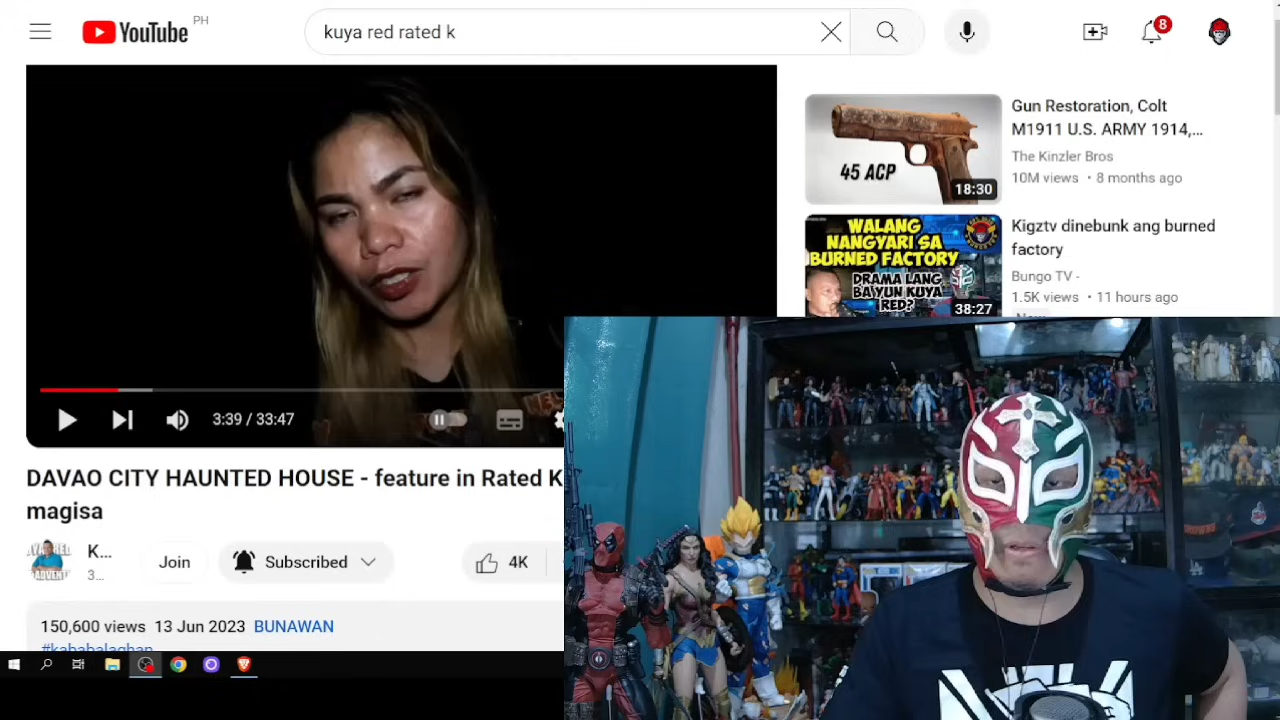 YouTube PH
kuya red rated k
8
Gun Restoration, Colt
M1911 U.S. ARMY 1914,...
The Kinzler Bros
10M views • 8 months ago
45 ACP
18:30
Kigztv dinebunk ang burned
factory
Bungo TV -
1.5K views • 11 hours ago
WALANG
NANGYARI SA
BURNED FACTORY
DRAMA LANG
BA YUN KUYA
RED?
38:27
3:39 / 33:47
DAVAO CITY HAUNTED HOUSE - feature in Rated K
magisa
K...
3...
Join
Subscribed
4K
150,600 views 13 Jun 2023 BUNAWAN
#kababalaghan